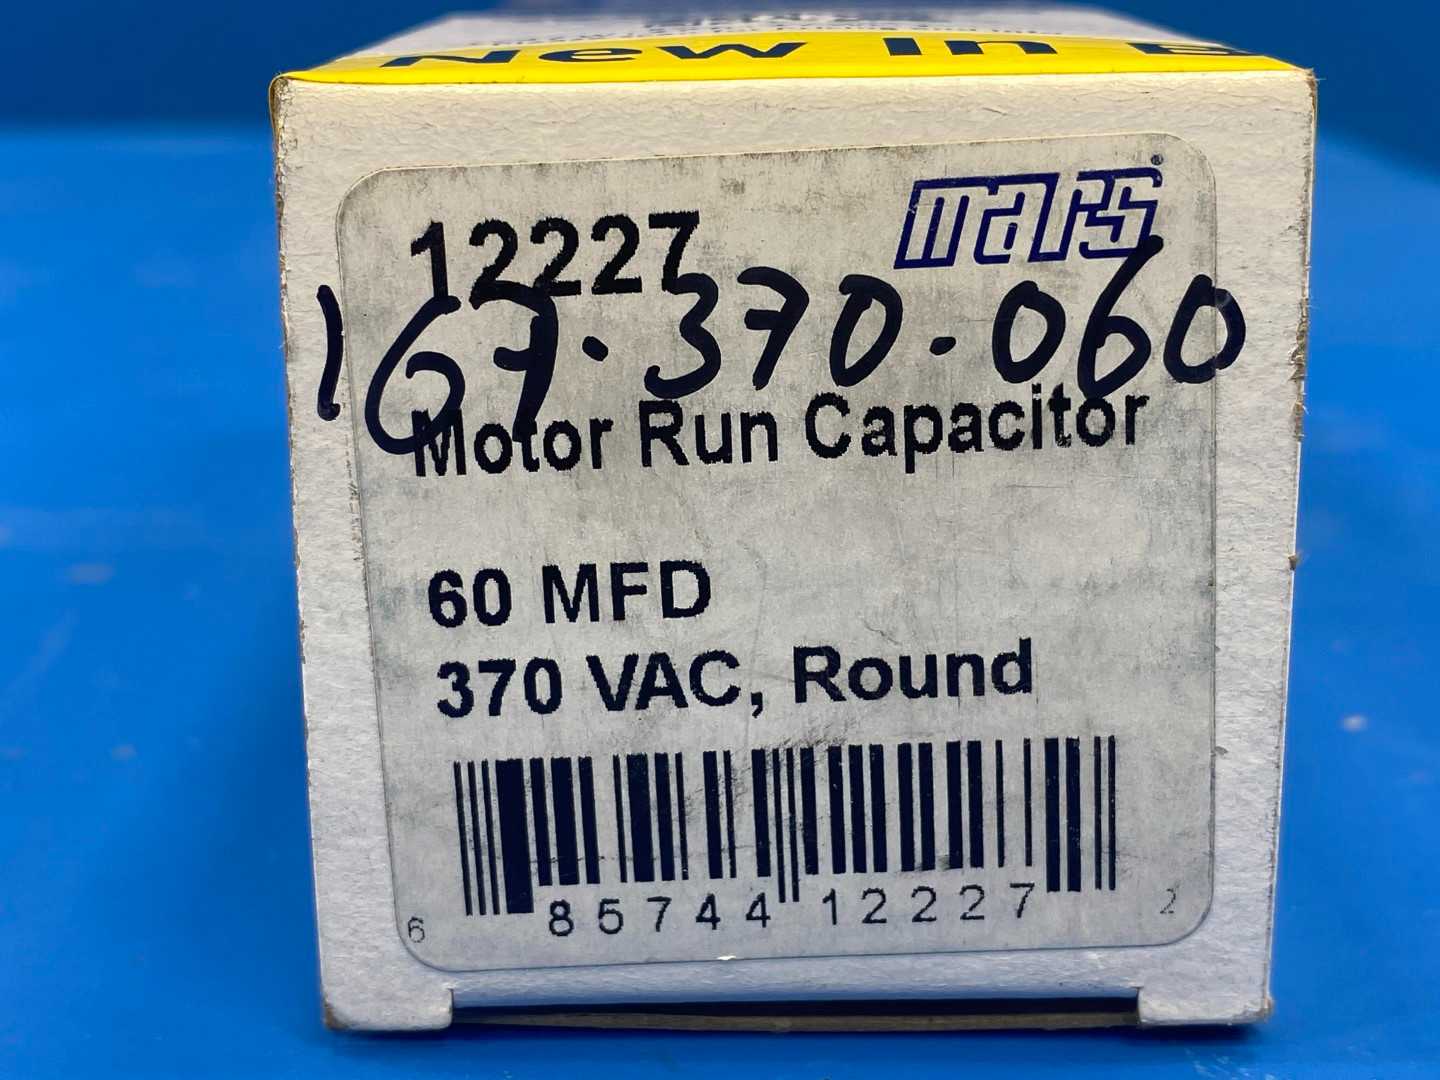 New In
mars®
12227
167.370.060
Motor Run Capacitor
60 MFD
370 VAC, Round
6 85744 12227 2